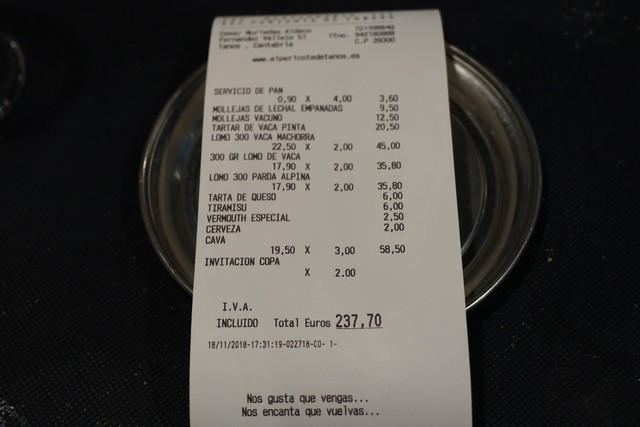 Fernandez Vallejo 51 Tfno.
Tanos , Cantabria C.P 39300
www.elpericotedetanos.es
SERVICIO DE PAN
0,90 X 4,00 3,60
MOLLEJAS DE LECHAL EMPANADAS 9,50
MOLLEJAS VACUNO 12,50
TARTAR DE VACA PINTA 20,50
LOMO 300 VACA MACHORRA
22,50 X 2,00 45,00
300 GR LOMO DE VACA
17,90 X 2,00 35,80
LOMO 300 PARDA ALPINA
17,90 X 2,00 35,80
TARTA DE QUESO 6,00
TIRAMISU 6,00
VERMOUTH ESPECIAL 2,50
CERVEZA 2,00
CAVA
19,50 X 3,00 58,50
INVITACION COPA
X 2.00
I.V.A.
INCLUIDO Total Euros 237,70
18/11/2018-17:31:19-022718-CO- 1-
Nos gusta que vengas...
Nos encanta que vuelvas...